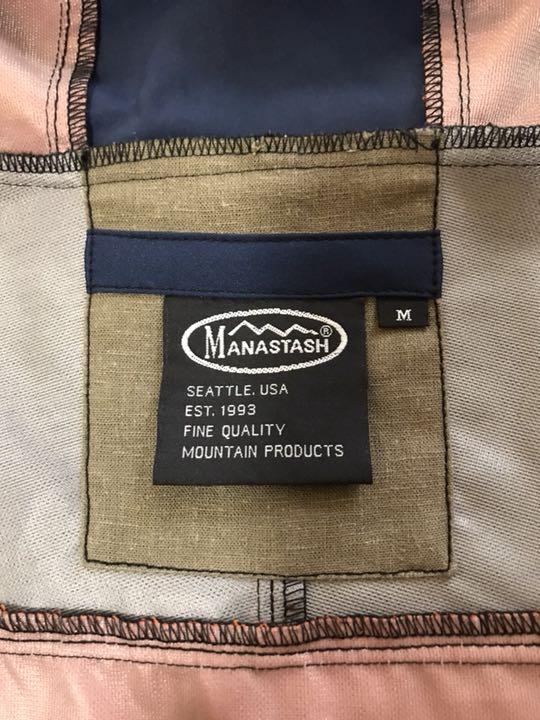 MANASTASH®
M
SEATTLE, USA
EST. 1993
FINE QUALITY
MOUNTAIN PRODUCTS